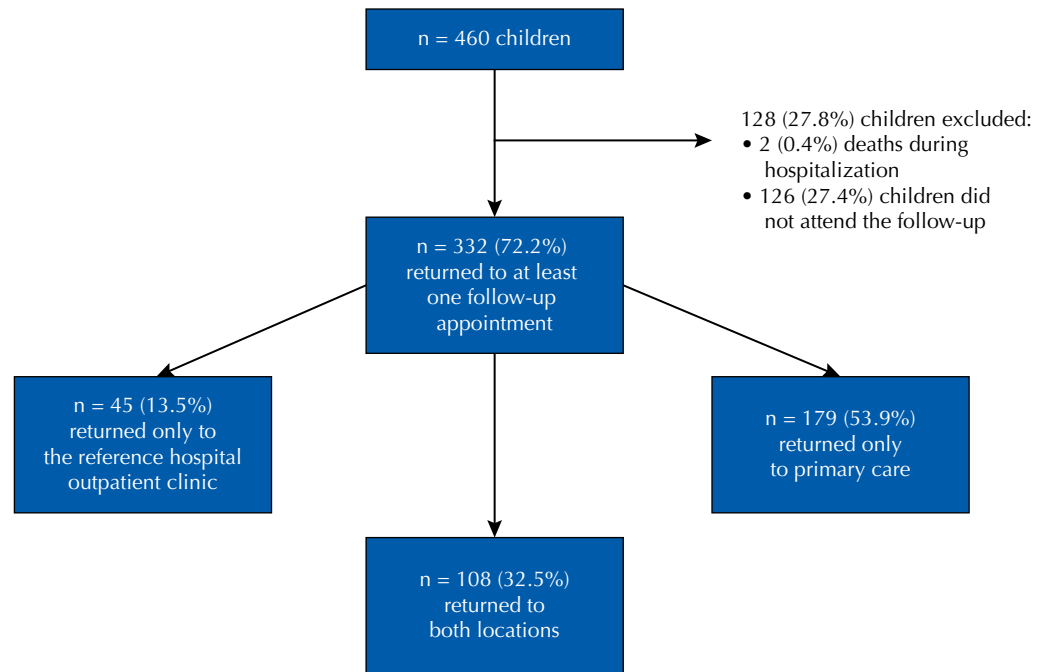 n = 460 children
128 (27.8%) children excluded:
• 2 (0.4%) deaths during
hospitalization
• 126 (27.4%) children did
not attend the follow-up
n = 332 (72.2%)
returned to at least
one follow-up
appointment
n = 45 (13.5%)
returned only to
the reference hospital
outpatient clinic
n = 179 (53.9%)
returned only
to primary care
n = 108 (32.5%)
returned to
both locations